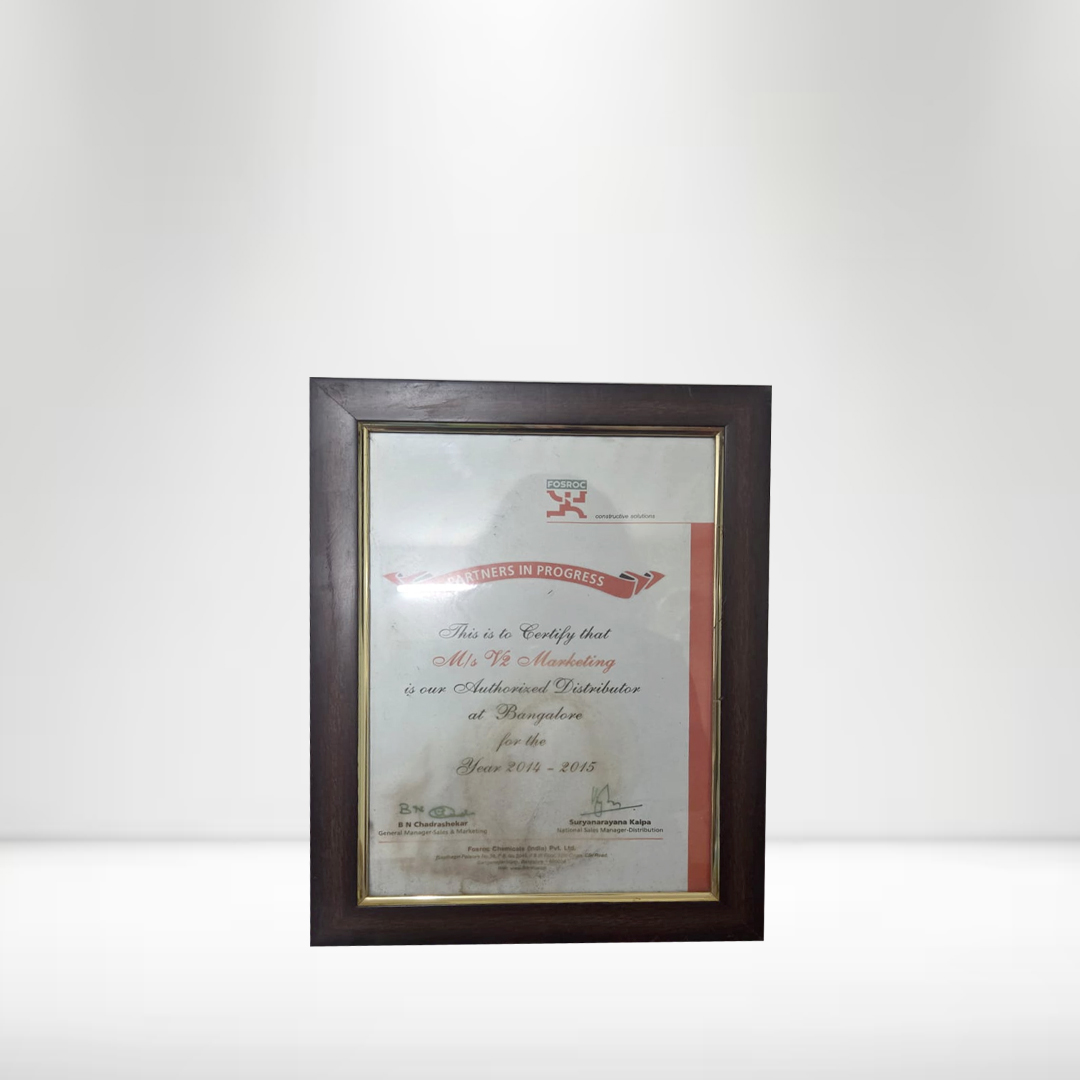 FOSROC
constructive solutions
PARTNERS IN PROGRESS
This is to Certify that
M/s V2 Marketing
is our Authorized Distributor
at Bangalore
for the
Year 2014 - 2015
B N Chadrashekar
General Manager-Sales & Marketing
Suryanarayana Kalpa
National Sales Manager-Distribution
Fosroc Chemicals (India) Pvt. Ltd.